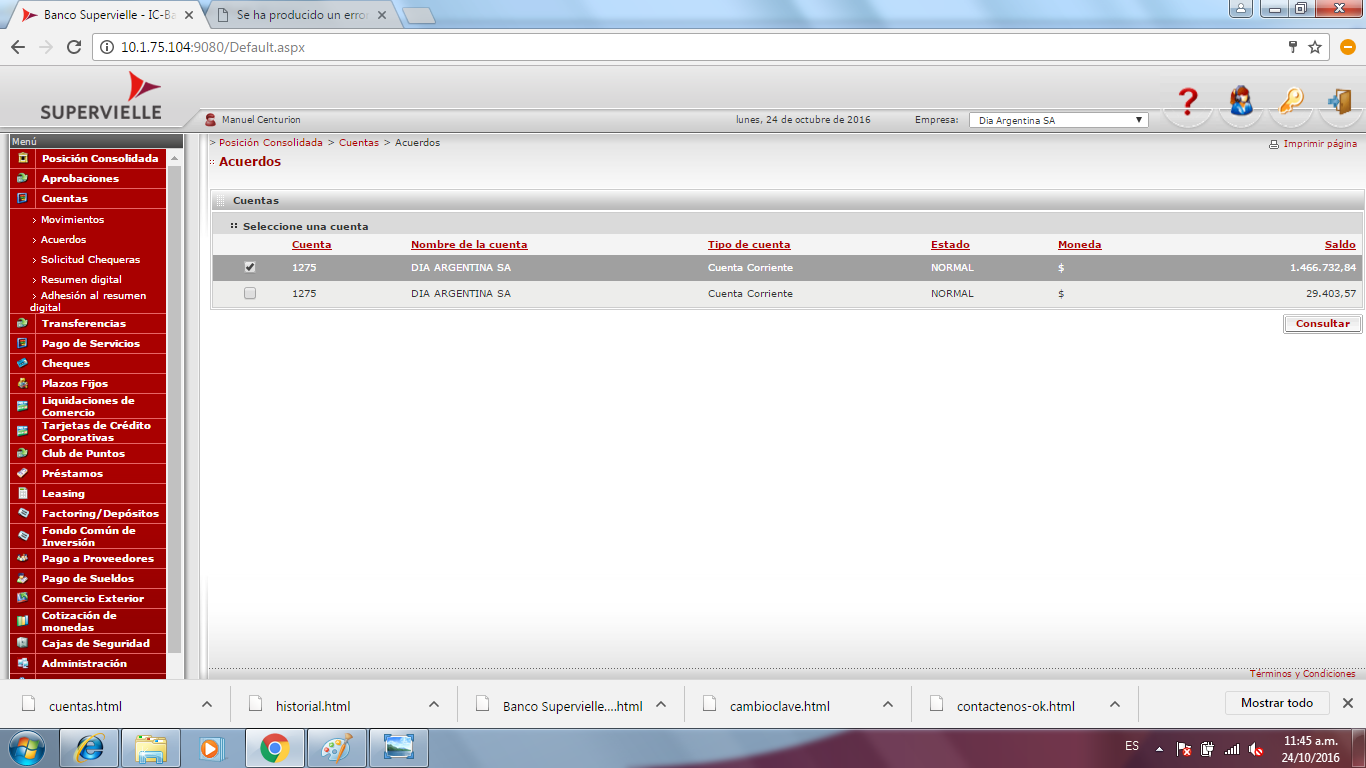 Banco Supervielle - IC-Ba
Se ha producido un erro
10.1.75.104:9080/Default.aspx
SUPERVIELLE
Manuel Centurion
lunes, 24 de octubre de 2016
Empresa:
Dia Argentina SA
Menú
Posición Consolidada
Aprobaciones
Cuentas
> Movimientos
> Acuerdos
> Solicitud Chequeras
> Resumen digital
> Adhesión al resumen
digital
Transferencias
Pago de Servicios
Cheques
Plazos Fijos
Liquidaciones de
Comercio
Tarjetas de Crédito
Corporativas
Club de Puntos
Préstamos
Leasing
Factoring/Depósitos
Fondo Común de
Inversión
Pago a Proveedores
Pago de Sueldos
Comercio Exterior
Cotización de
monedas
Cajas de Seguridad
Administración
> Posición Consolidada > Cuentas > Acuerdos
Imprimir página
Acuerdos
Cuentas
Seleccione una cuenta
Cuenta Nombre de la cuenta Tipo de cuenta Estado Moneda Saldo
1275 DIA ARGENTINA SA Cuenta Corriente NORMAL $ 1.466.732,84
1275 DIA ARGENTINA SA Cuenta Corriente NORMAL $ 29.403,57
Consultar
Términos y Condiciones
cuentas.html
historial.html
Banco Supervielle....html
cambioclave.html
contactenos-ok.html
Mostrar todo
ES
11:45 a.m.
24/10/2016